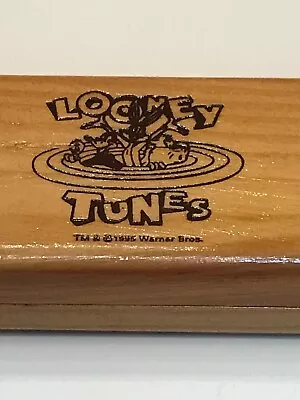 LOONEY
TUNES
TM & © 1995 Warner Bros.